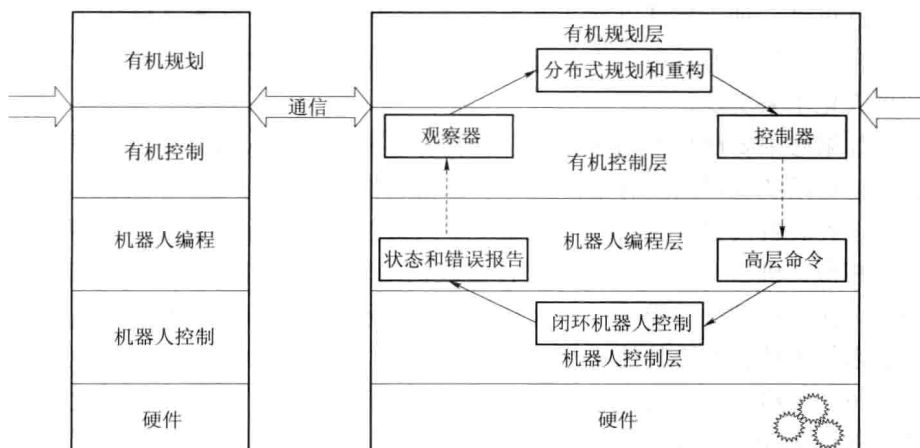 有机规划
有机控制
机器人编程
机器人控制
硬件
通信
有机规划层
分布式规划和重构
观察器
控制器
有机控制层
机器人编程层
状态和错误报告
高层命令
闭环机器人控制
机器人控制层
硬件